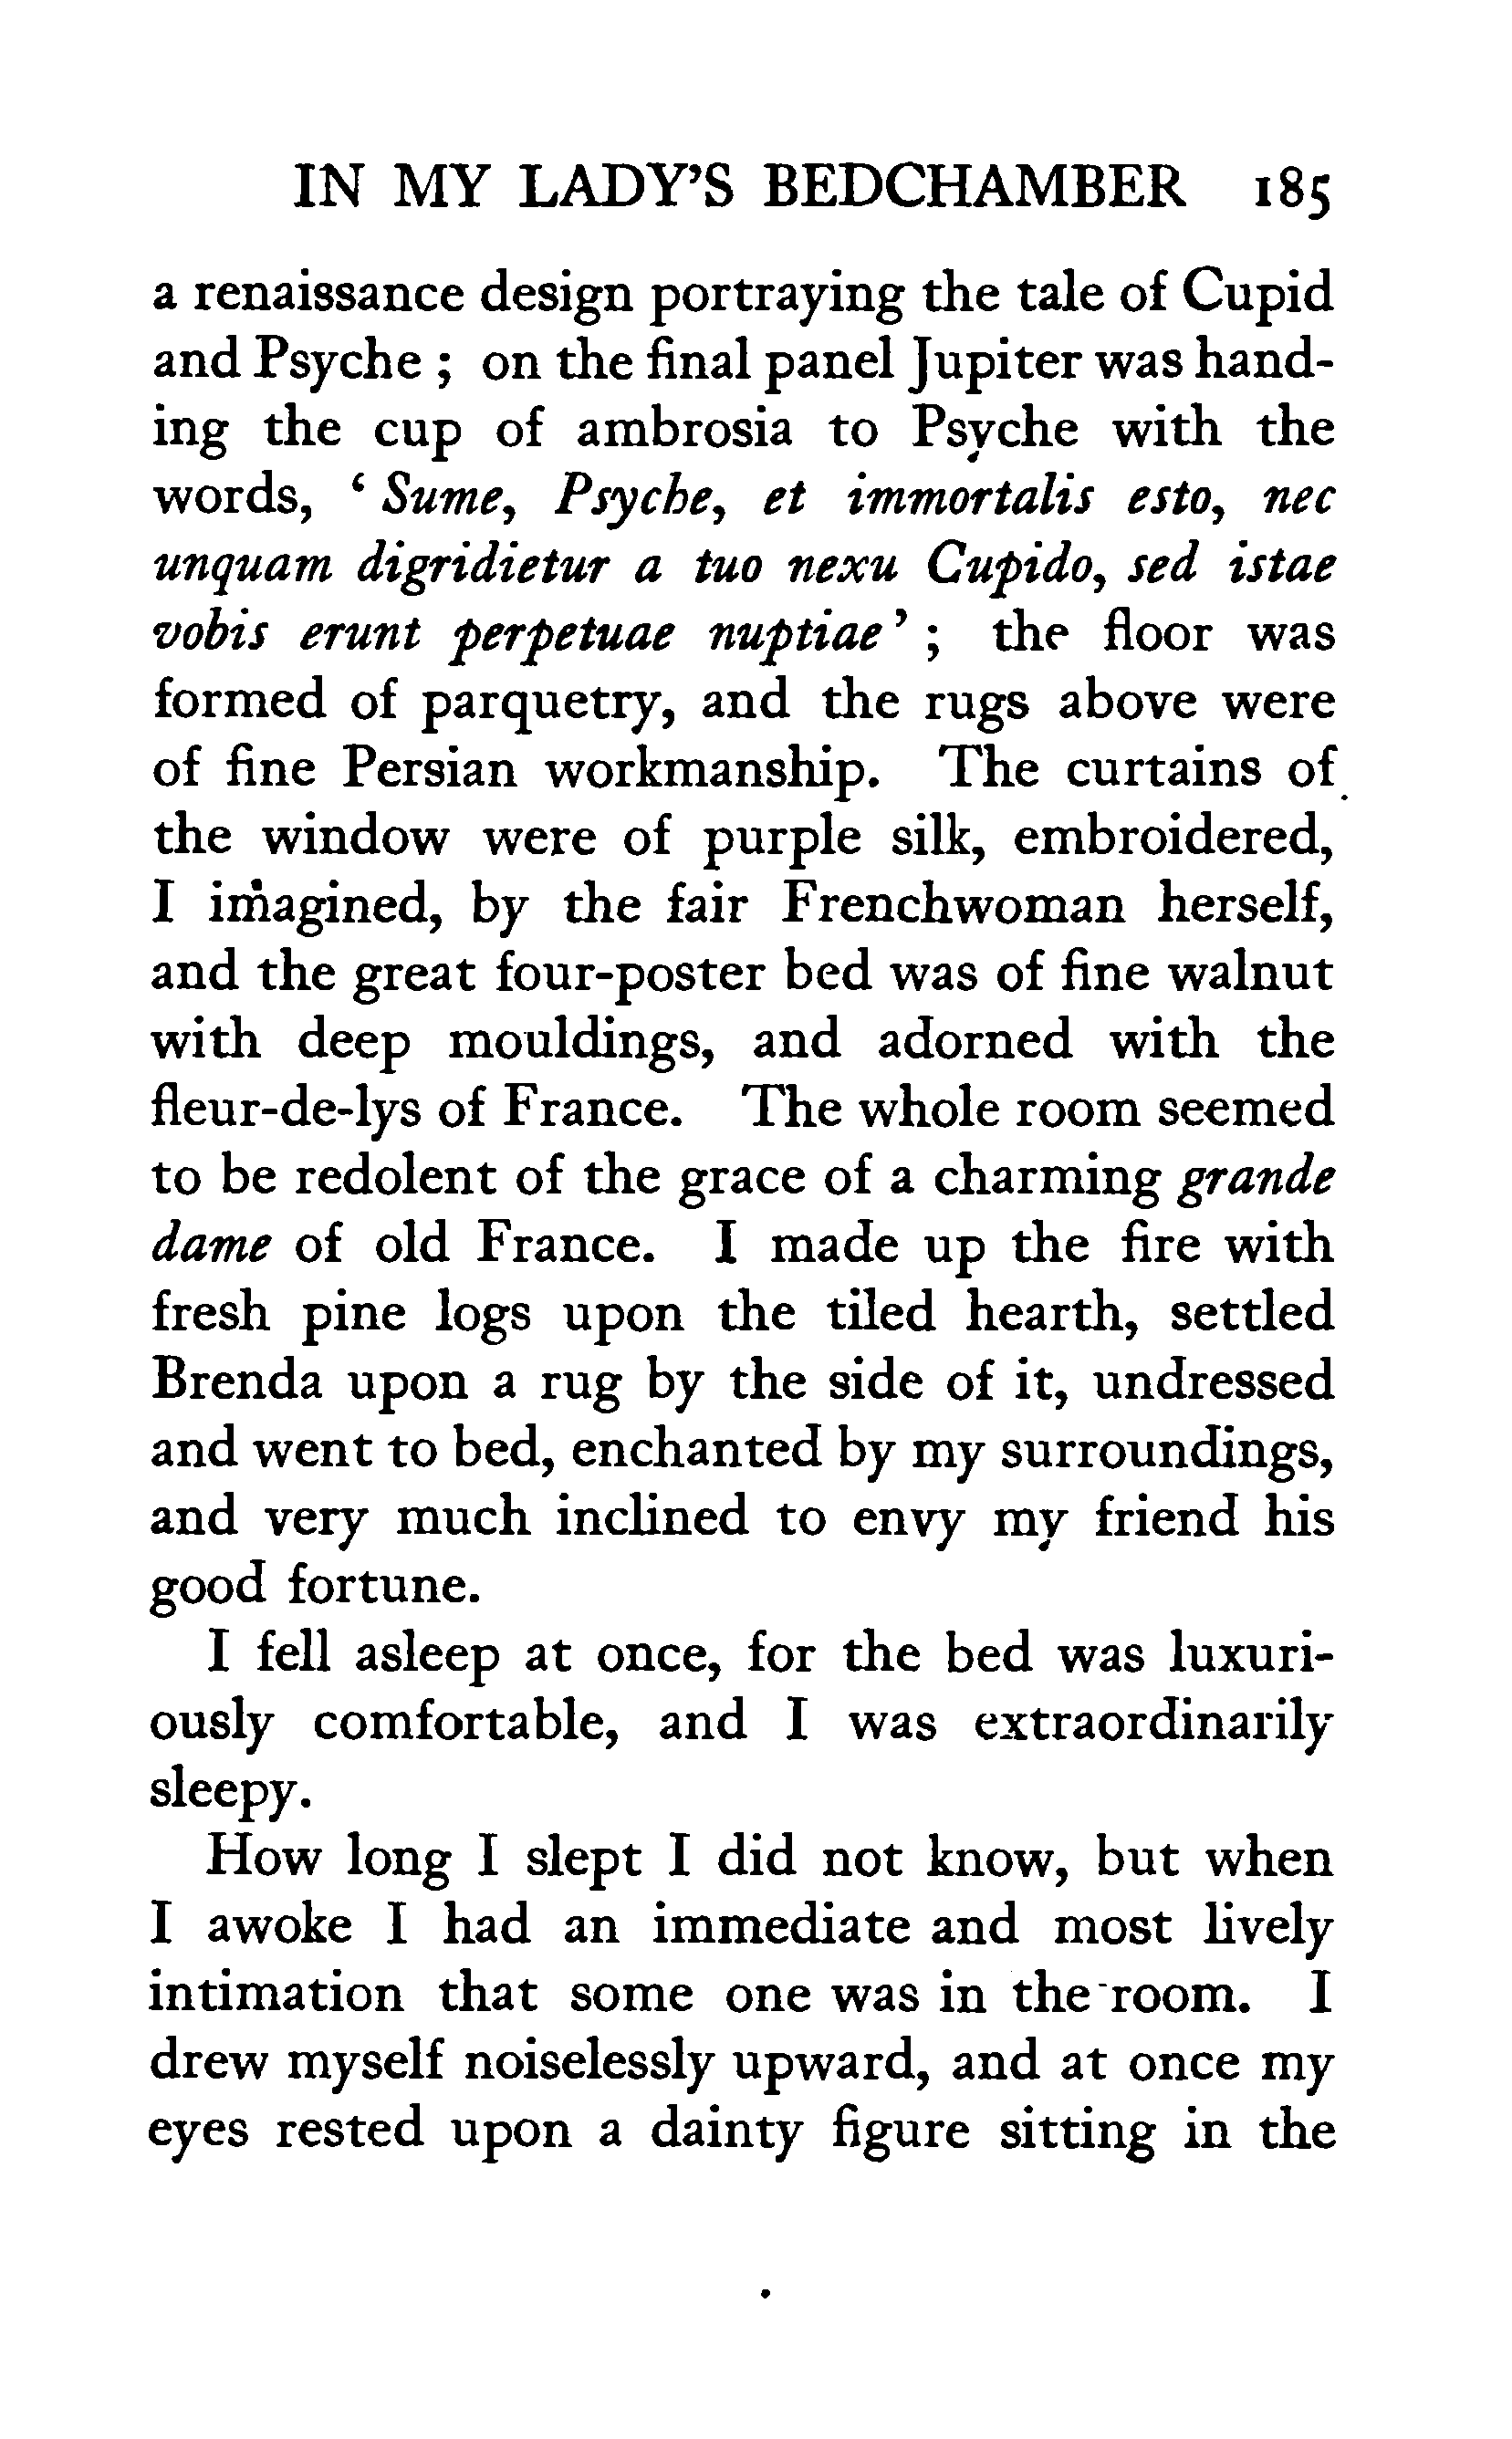 IN MY LADY'S BEDCHAMBER 185
a renaissance design portraying the tale of Cupid
and Psyche ; on the final panel Jupiter was hand-
ing the cup of ambrosia to Psyche with the
words, ‘ Sume, Psyche, et immortalis esto, nec
unquam digridietur a tuo nexu Cupido, sed istae
vobis erunt perpetuae nuptiae’ ; the floor was
formed of parquetry, and the rugs above were
of fine Persian workmanship. The curtains of
the window were of purple silk, embroidered,
I imagined, by the fair Frenchwoman herself,
and the great four-poster bed was of fine walnut
with deep mouldings, and adorned with the
fleur-de-lys of France. The whole room seemed
to be redolent of the grace of a charming grande
dame of old France. I made up the fire with
fresh pine logs upon the tiled hearth, settled
Brenda upon a rug by the side of it, undressed
and went to bed, enchanted by my surroundings,
and very much inclined to envy my friend his
good fortune.
I fell asleep at once, for the bed was luxuri-
ously comfortable, and I was extraordinarily
sleepy.
How long I slept I did not know, but when
I awoke I had an immediate and most lively
intimation that some one was in the room. I
drew myself noiselessly upward, and at once my
eyes rested upon a dainty figure sitting in the